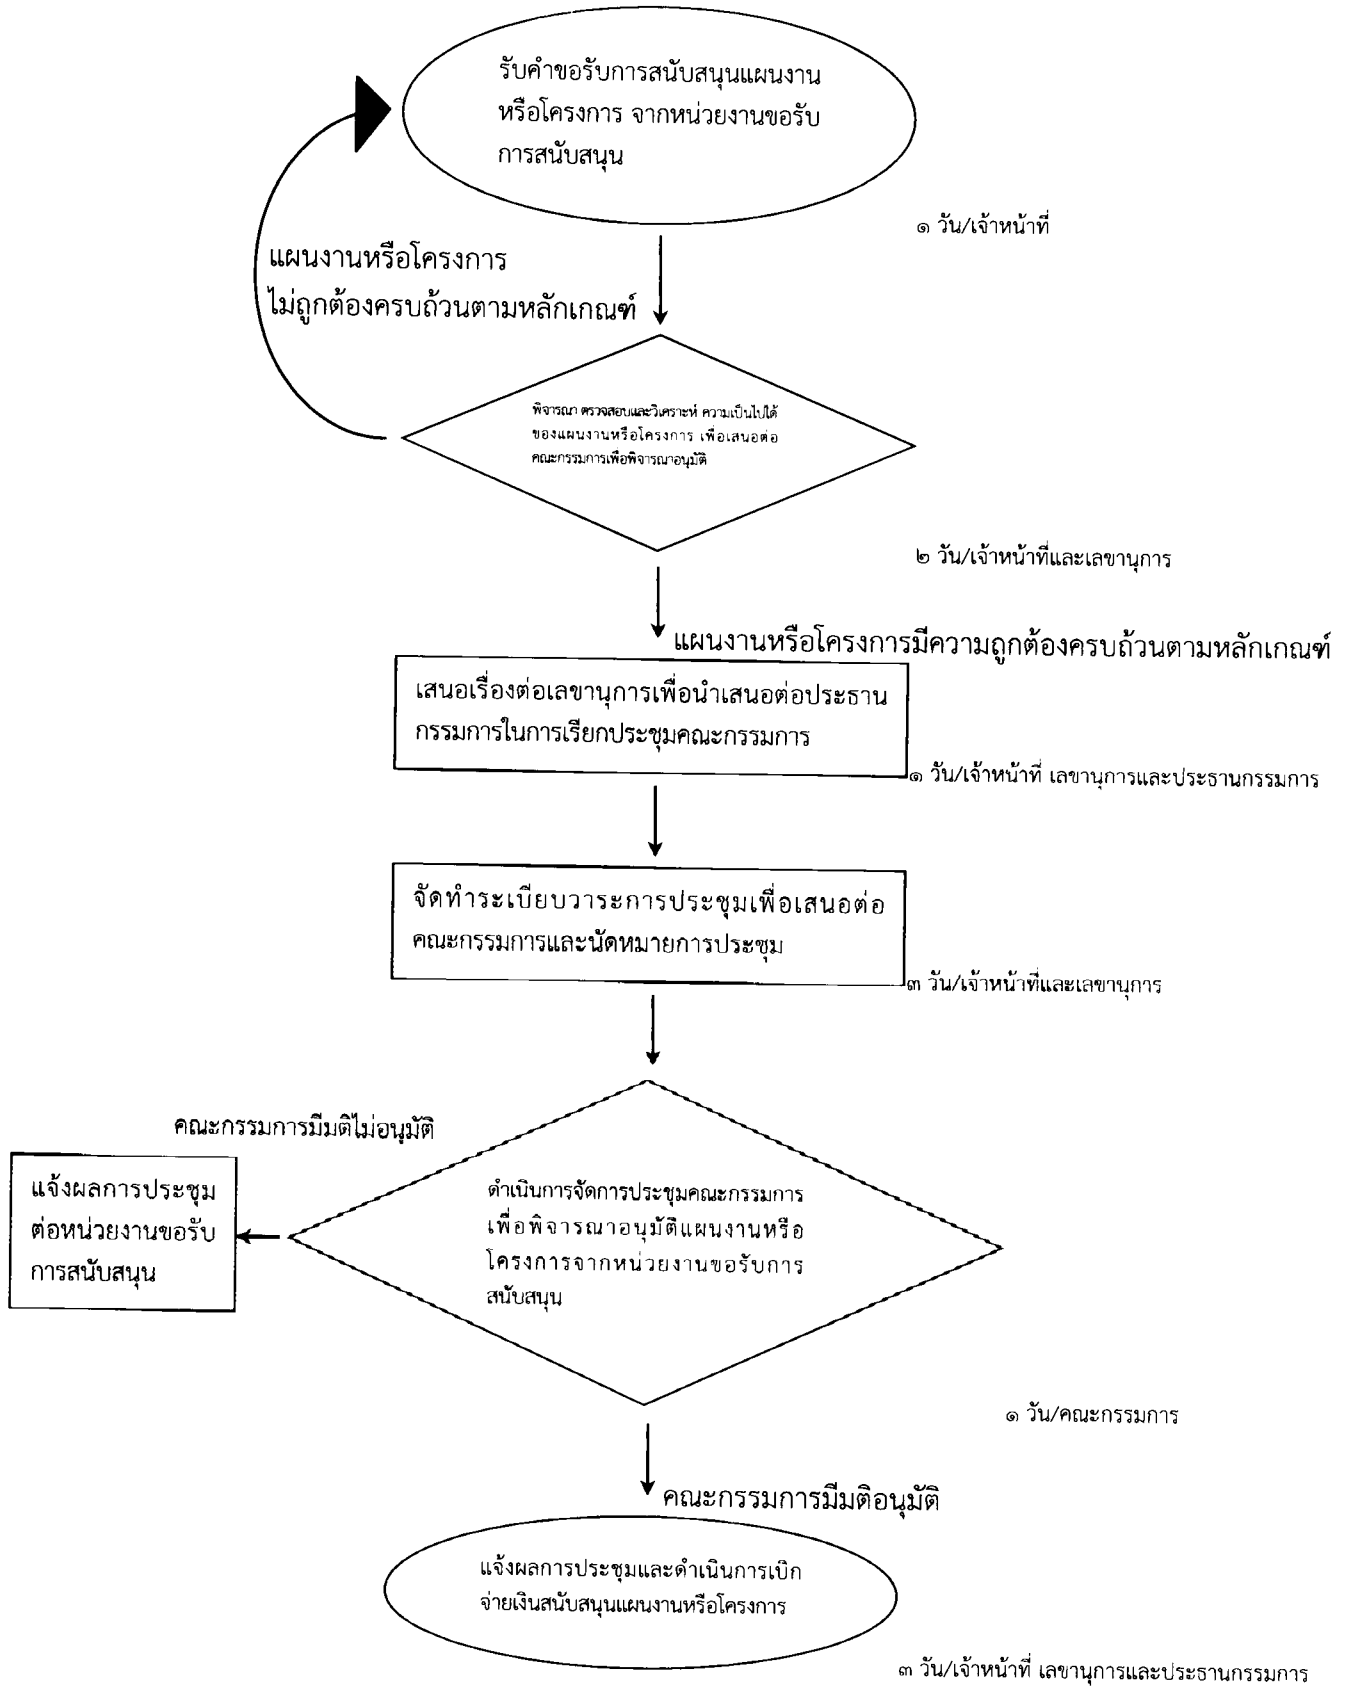 รับคำขอรับการสนับสนุนแผนงาน
หรือโครงการ จากหน่วยงานขอรับ
การสนับสนุน
๑ วัน/เจ้าหน้าที่
แผนงานหรือโครงการ
ไม่ถูกต้องครบถ้วนตามหลักเกณฑ์
พิจารณา ตรวจสอบและวิเคราะห์ ความเป็นไปได้
ของแผนงานหรือโครงการ เพื่อเสนอต่อ
คณะกรรมการเพื่อพิจารณาอนุมัติ
๒ วัน/เจ้าหน้าที่และเลขานุการ
แผนงานหรือโครงการมีความถูกต้องครบถ้วนตามหลักเกณฑ์
เสนอเรื่องต่อเลขานุการเพื่อนำเสนอต่อประธาน
กรรมการในการเรียกประชุมคณะกรรมการ
๑ วัน/เจ้าหน้าที่ เลขานุการและประธานกรรมการ
จัดทำระเบียบวาระการประชุมเพื่อเสนอต่อ
คณะกรรมการและนัดหมายการประชุม
๓ วัน/เจ้าหน้าที่และเลขานุการ
คณะกรรมการมีมติไม่อนุมัติ
แจ้งผลการประชุม
ต่อหน่วยงานขอรับ
การสนับสนุน
ดำเนินการจัดการประชุมคณะกรรมการ
เพื่อพิจารณาอนุมัติแผนงานหรือ
โครงการจากหน่วยงานขอรับการ
สนับสนุน
๑ วัน/คณะกรรมการ
คณะกรรมการมีมติอนุมัติ
แจ้งผลการประชุมและดำเนินการเบิก
จ่ายเงินสนับสนุนแผนงานหรือโครงการ
๓ วัน/เจ้าหน้าที่ เลขานุการและประธานกรรมการ